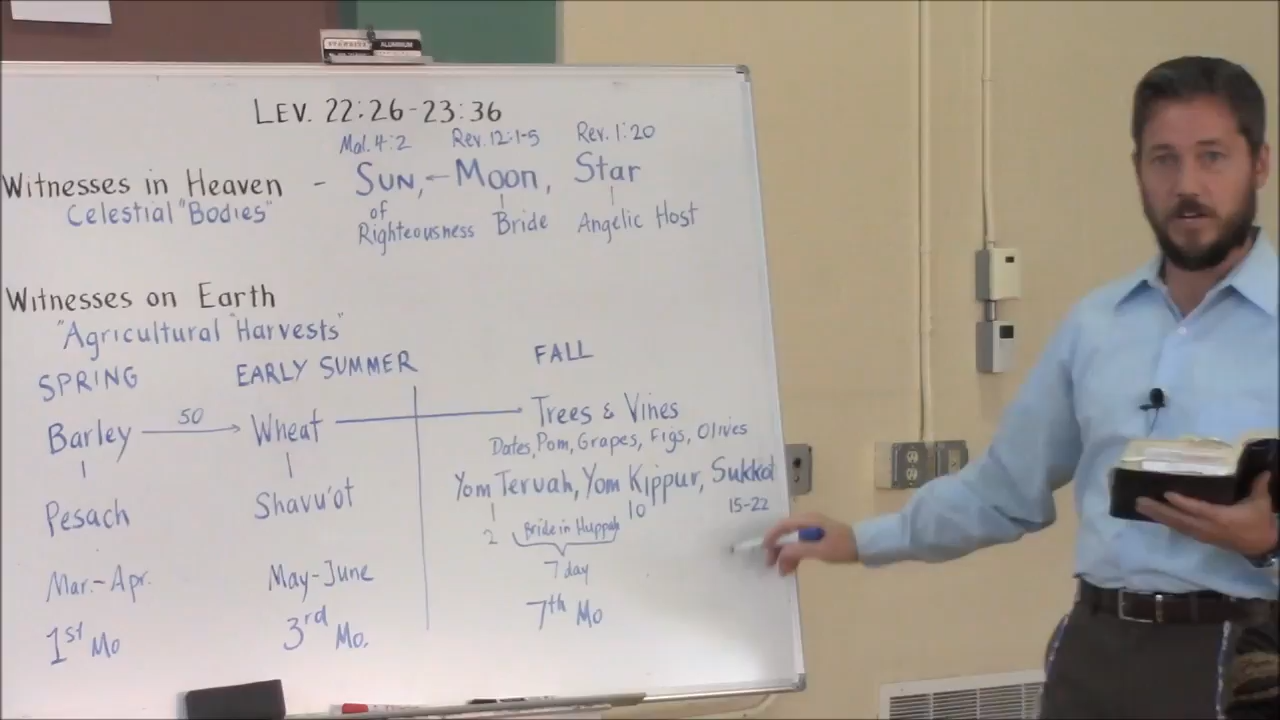 LEV. 22:26-23:36
Mal. 4:2 Rev. 12:1-5 Rev. 1:20
Witnesses in Heaven - Sun, ← Moon, Star
Celestial "Bodies" of Righteousness Bride Angelic Host
Witnesses on Earth
"Agricultural "Harvests"
SPRING EARLY SUMMER FALL
Barley 50 Wheat Trees & Vines
Dates, Pom, Grapes, Figs, Olives
Pesach Shavu'ot Yom Teruah, Yom Kippur, Sukkot
2 Bride in Huppah 10 15-22
Mar.-Apr. May-June 7 day
1st Mo 3rd Mo. 7th Mo
ALUMINUM